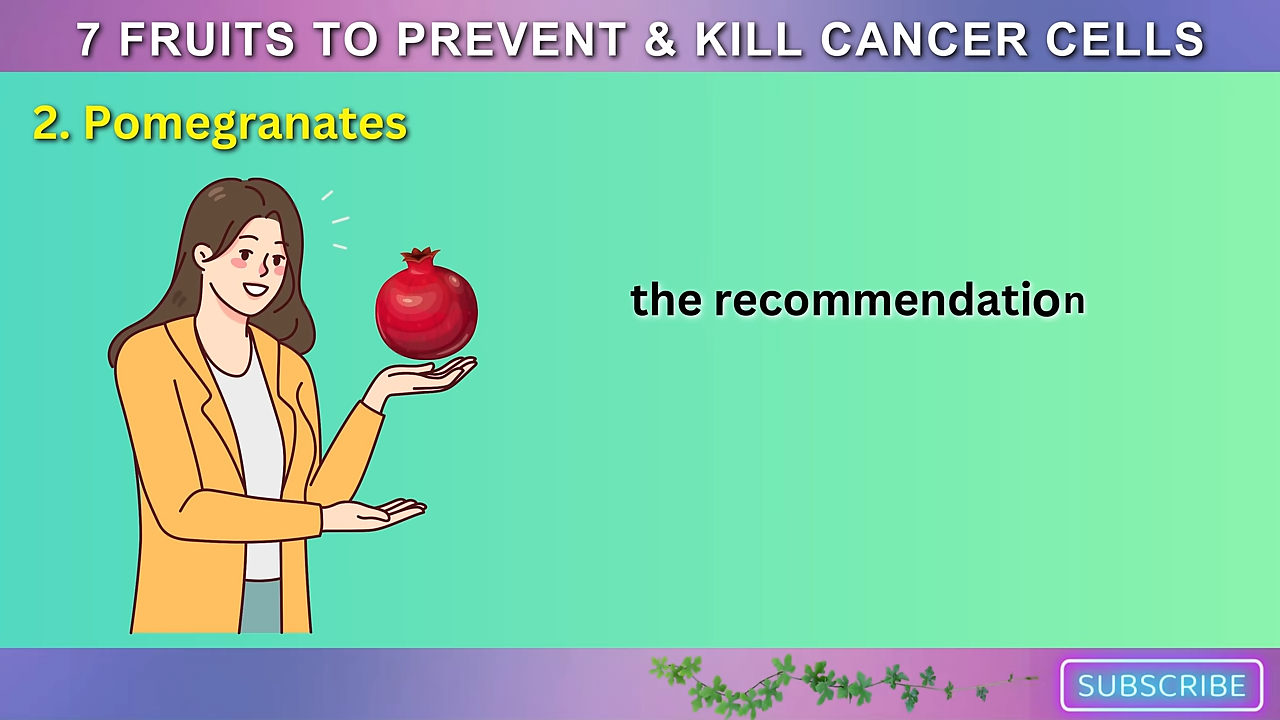 7 FRUITS TO PREVENT & KILL CANCER CELLS
2. Pomegranates
the recommendation
SUBSCRIBE